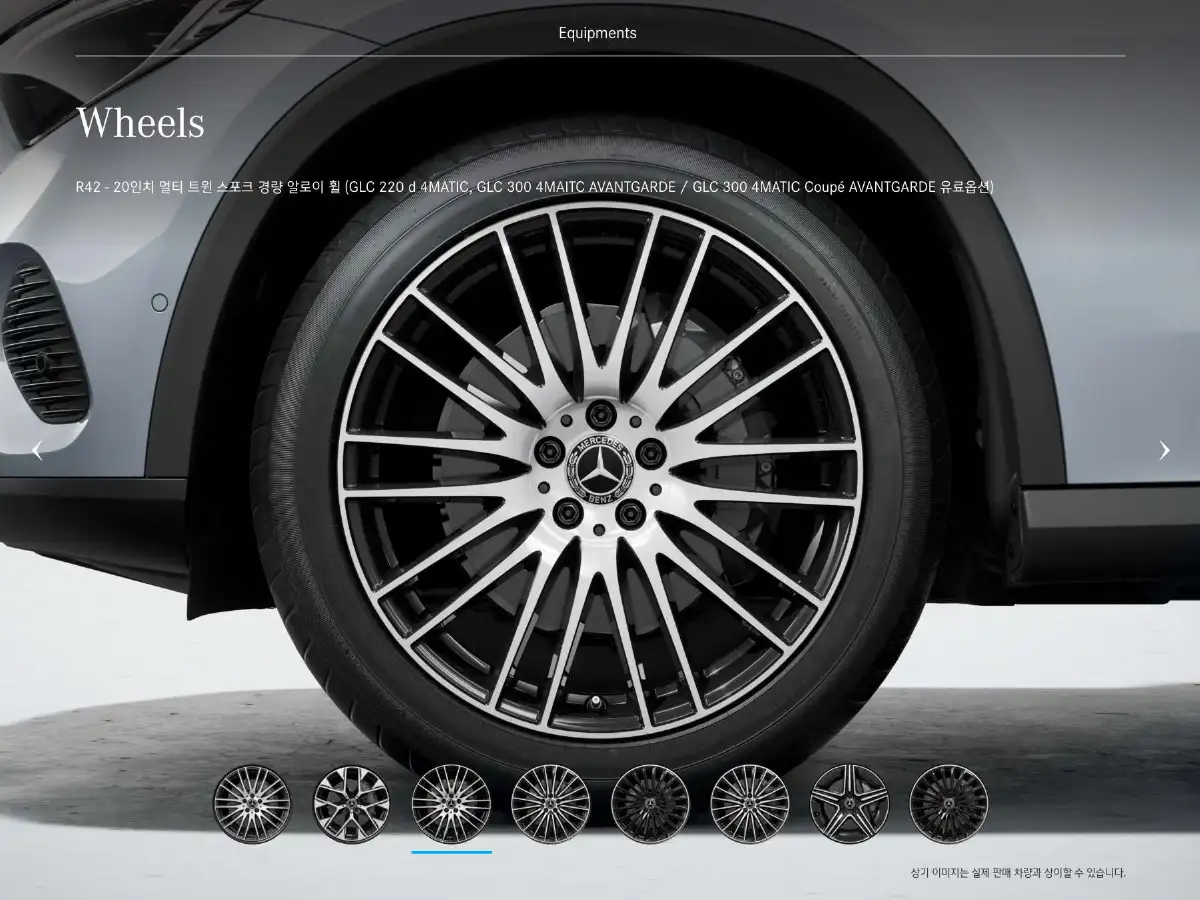 Equipments
Wheels
R42 - 20인치 멀티 트윈 스포크 경량 알로이 휠 (GLC 220 d 4MATIC, GLC 300 4MAITC AVANTGARDE / GLC 300 4MATIC Coupé AVANTGARDE 유료옵션)
MERCEDES
BENZ
상기 이미지는 실제 판매 차량과 상이할 수 있습니다.